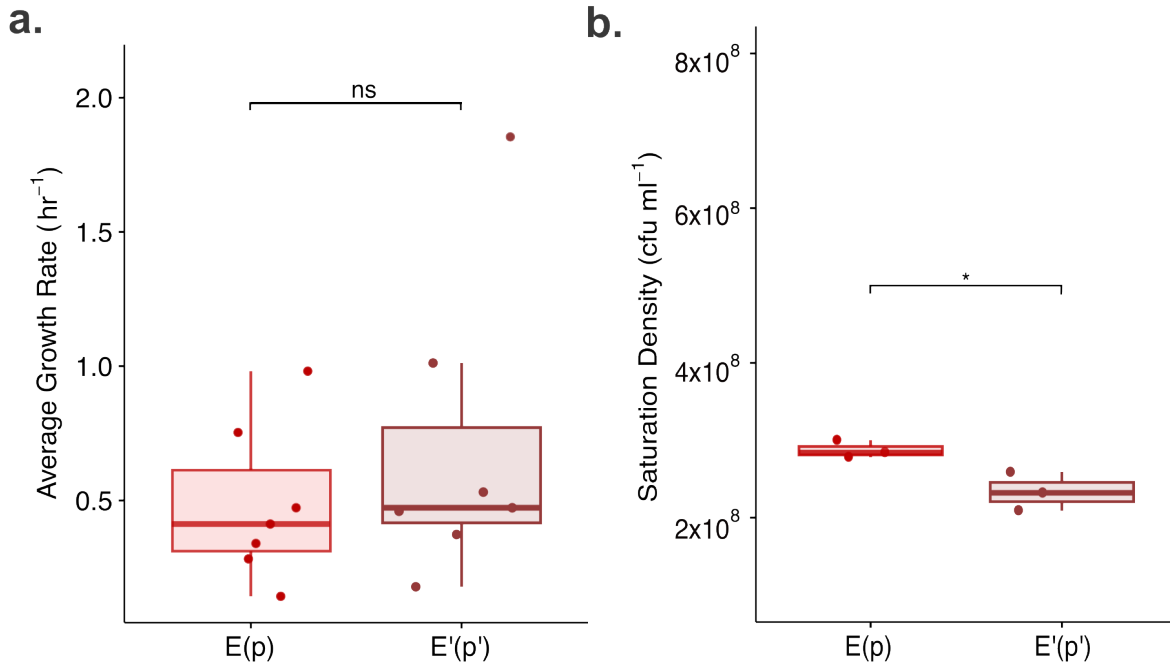 a.
Average Growth Rate (hr⁻¹)
2.0
1.5
1.0
0.5
ns
E(p)
E'(p')
b.
Saturation Density (cfu ml⁻¹)
8x10⁸
6x10⁸
4x10⁸
2x10⁸
*
E(p)
E'(p')